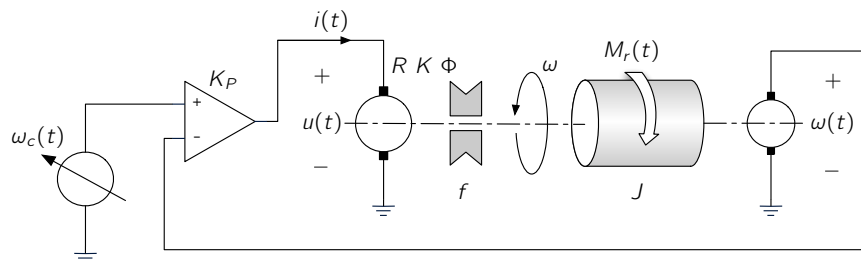 i(t)
K_P
+
R K Φ
ω
M_r(t)
+
+
ω_c(t)
u(t)
ω(t)
−
−
−
f
J